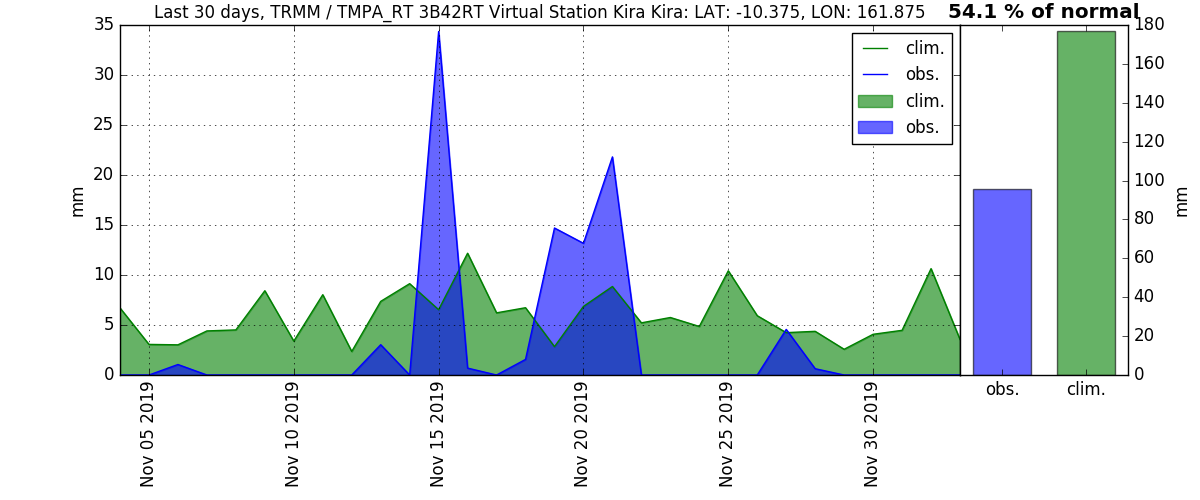 Last 30 days, TRMM / TMPA_RT 3B42RT Virtual Station Kira Kira: LAT: -10.375, LON: 161.875
54.1 % of normal
35
30
25
20
15
10
5
0
mm
clim.
obs.
clim.
obs.
Nov 05 2019
Nov 10 2019
Nov 15 2019
Nov 20 2019
Nov 25 2019
Nov 30 2019
180
160
140
120
100
80
60
40
20
0
mm
obs.
clim.